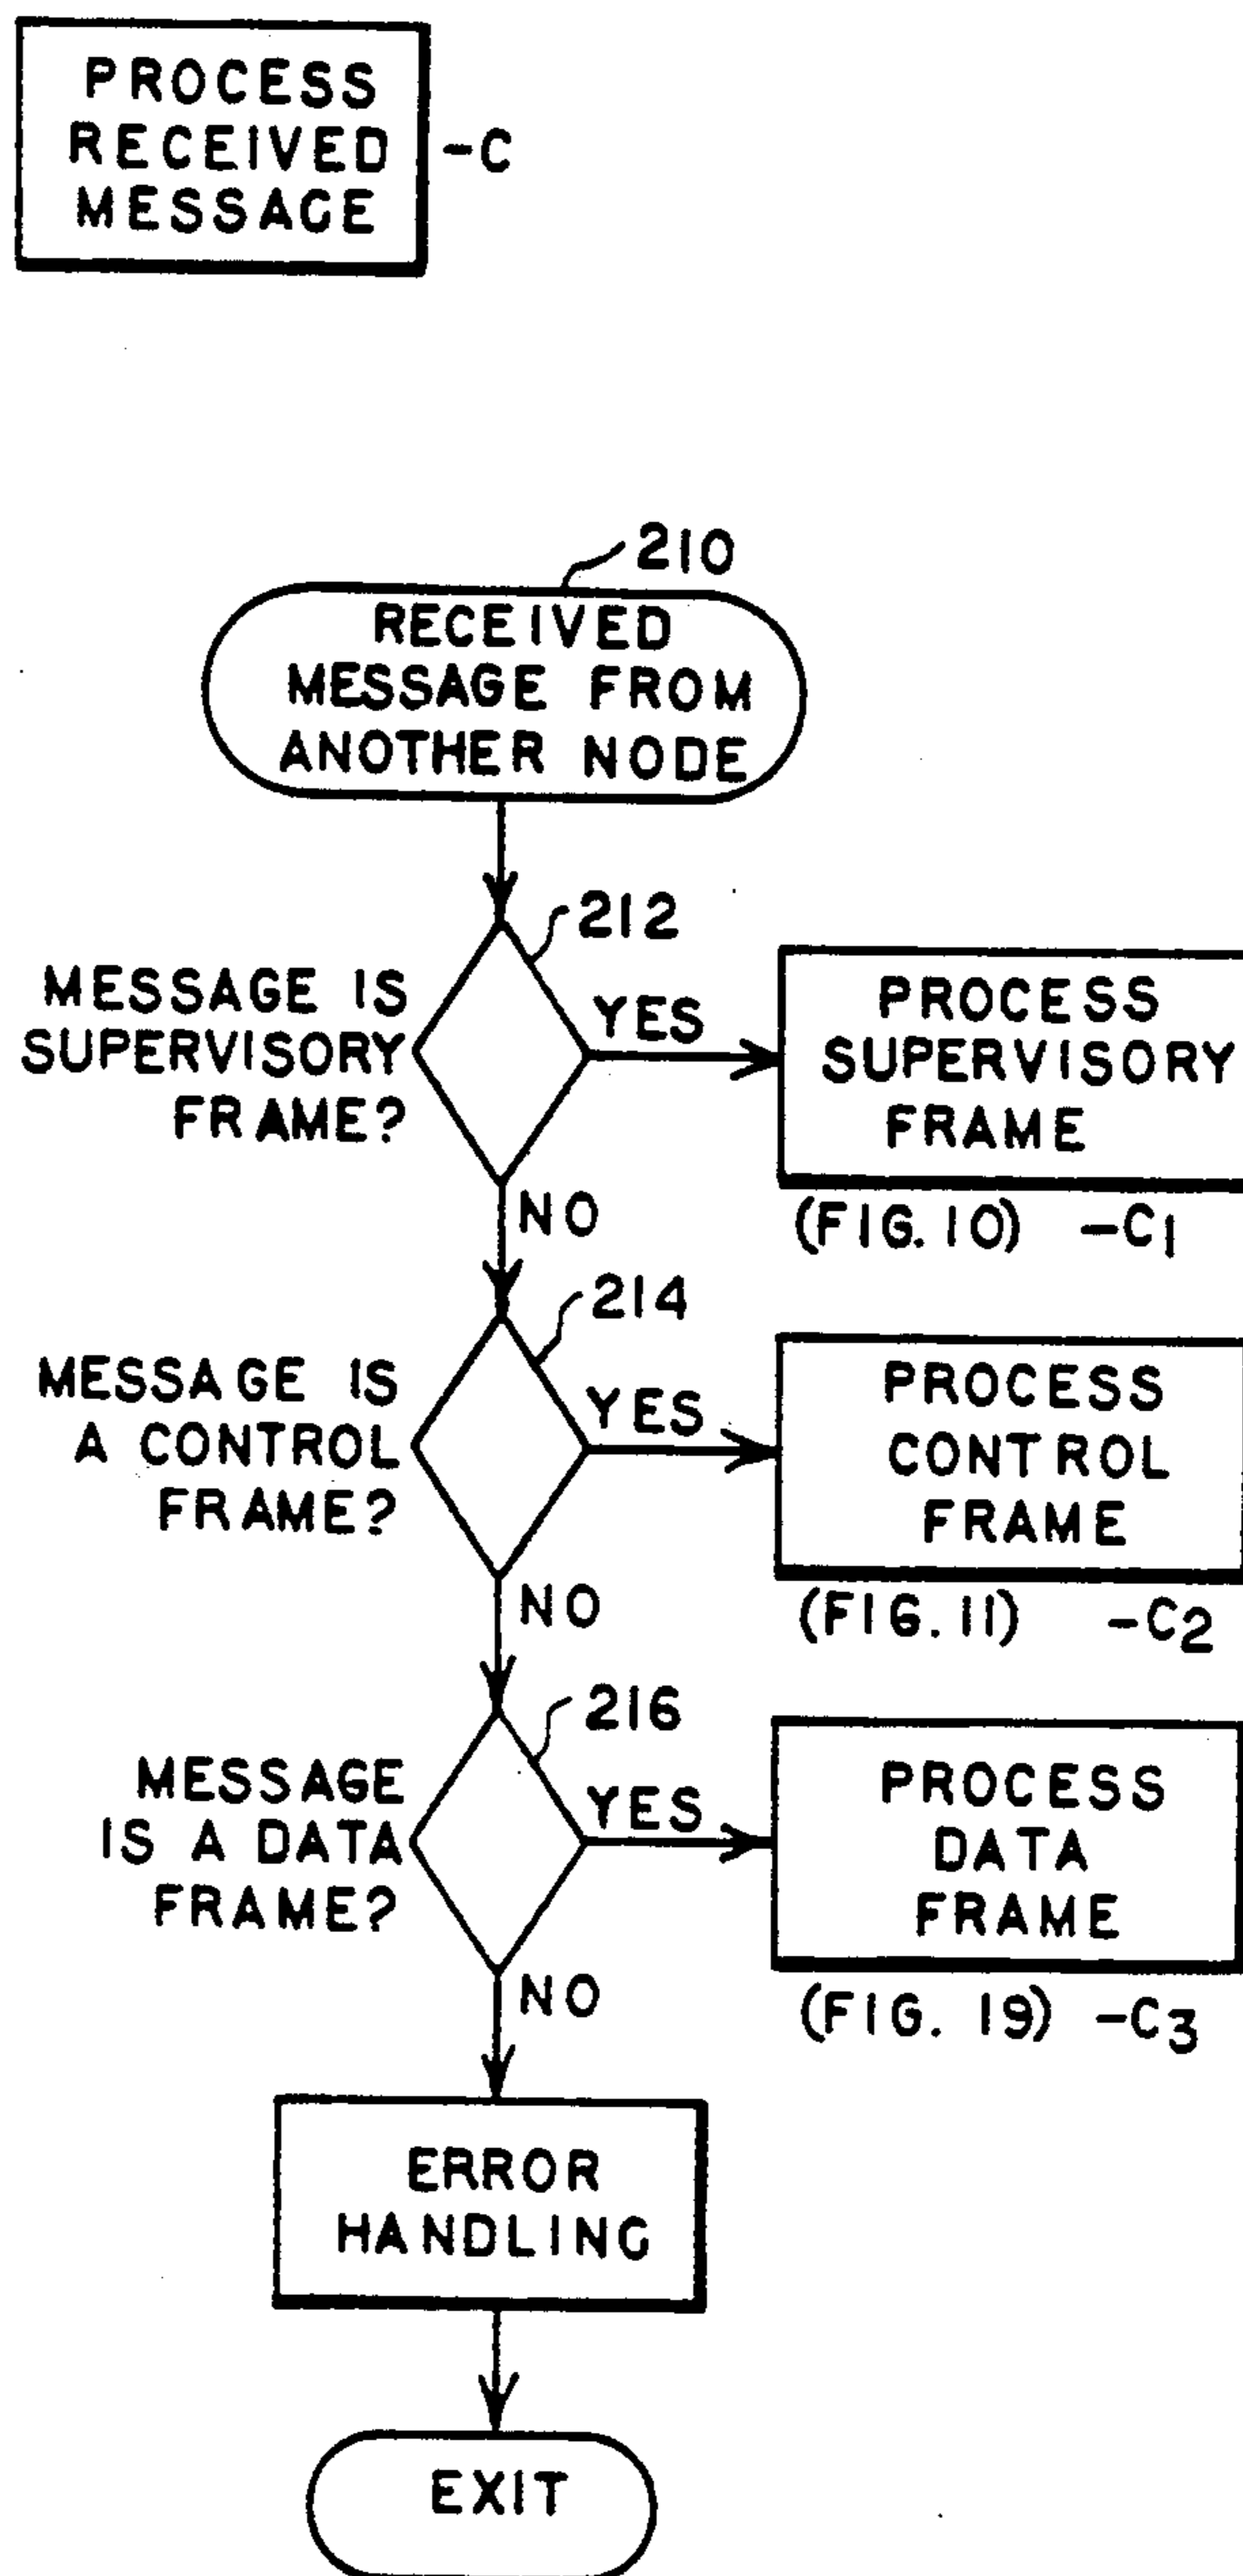 PROCESS
RECEIVED
MESSAGE
-C
210
RECEIVED
MESSAGE FROM
ANOTHER NODE
212
MESSAGE IS
SUPERVISORY
FRAME?
YES
PROCESS
SUPERVISORY
FRAME
(FIG. 10) -C1
NO
214
MESSAGE IS
A CONTROL
FRAME?
YES
PROCESS
CONTROL
FRAME
(FIG. 11) -C2
NO
216
MESSAGE
IS A DATA
FRAME?
YES
PROCESS
DATA
FRAME
(FIG. 19) -C3
NO
ERROR
HANDLING
EXIT